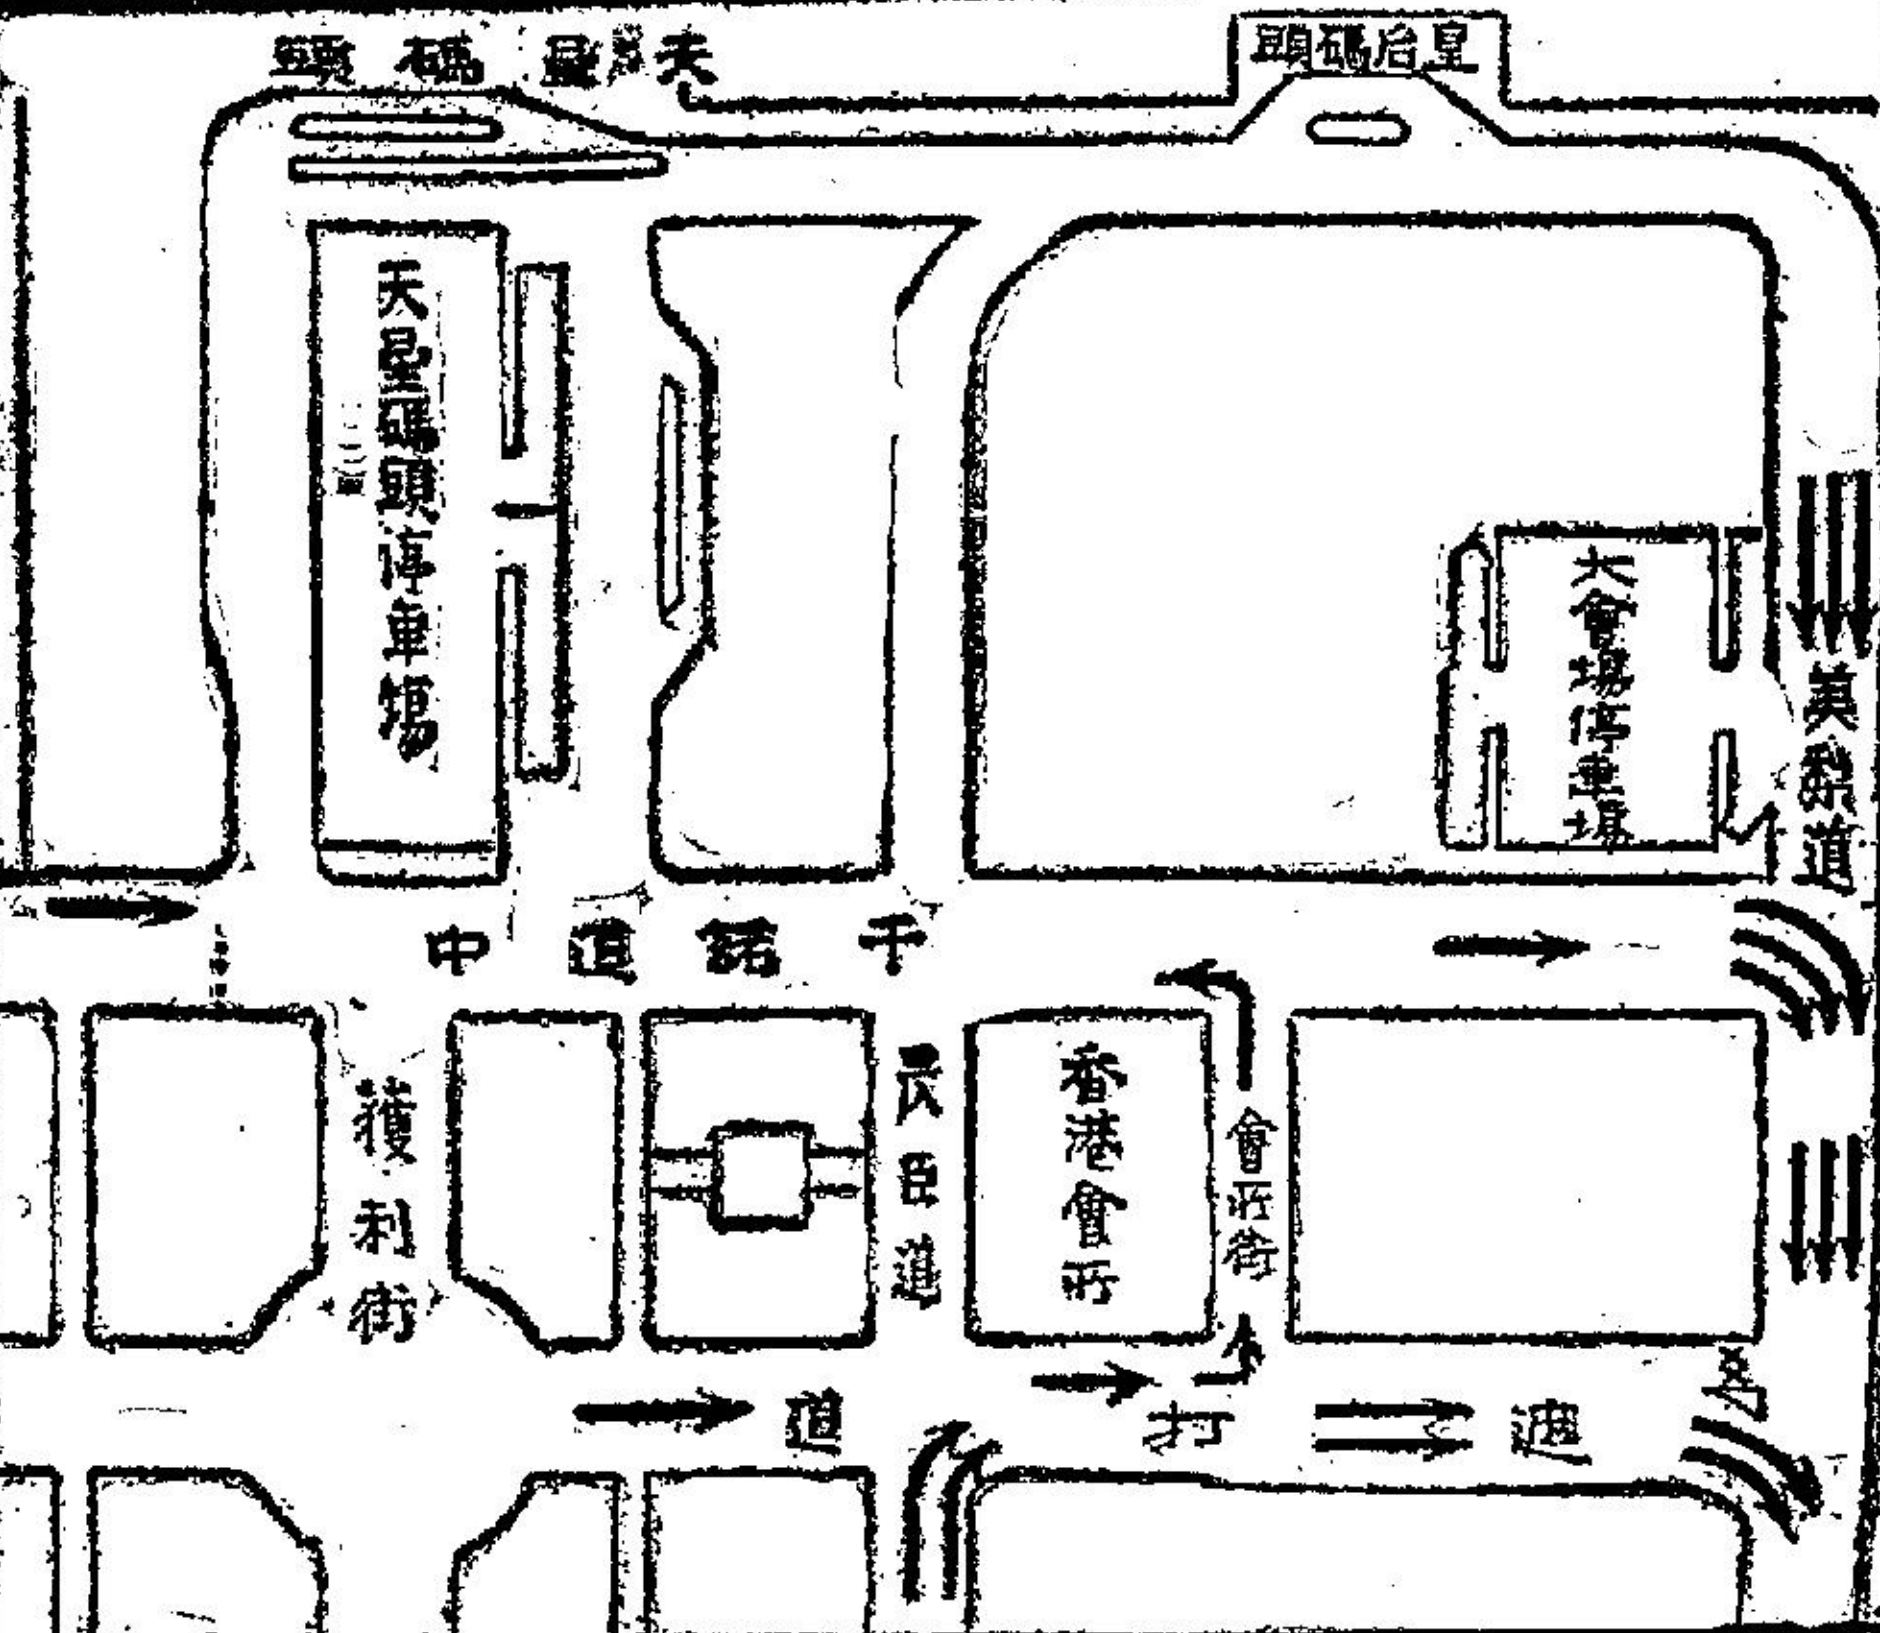 天星碼頭
皇后碼頭
天星碼頭停車場
大會場停車場
美梨道
干諾道中
獲利街
昃臣道
香港會所
會所街
遮打道